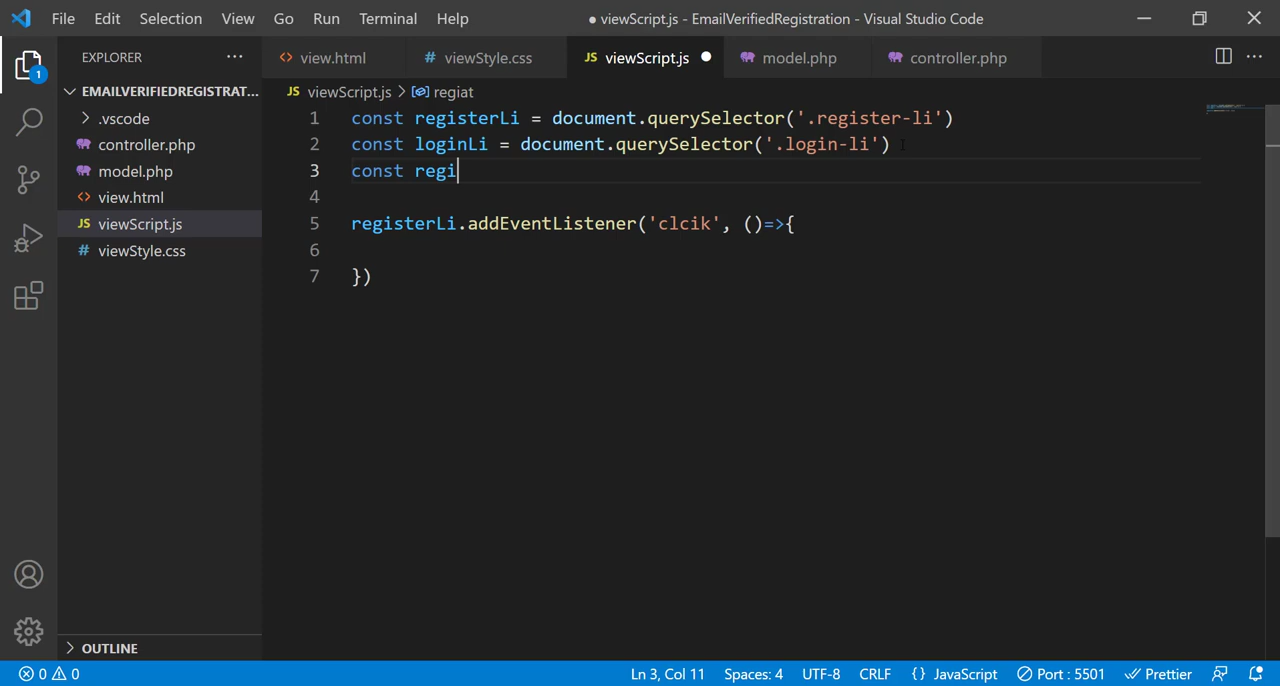 File Edit Selection View Go Run Terminal Help ● viewScript.js - EmailVerifiedRegistration - Visual Studio Code
EXPLORER ···
view.html
viewStyle.css
JS viewScript.js
model.php
controller.php
1
EMAILVERIFIEDREGISTRAT...
.vscode
controller.php
model.php
view.html
JS viewScript.js
viewStyle.css
OUTLINE
JS viewScript.js > regiat
1 const registerLi = document.querySelector('.register-li')
2 const loginLi = document.querySelector('.login-li')
3 const regi
4
5 registerLi.addEventListener('clcik', ()=>{
6
7 })
0 0 Ln 3, Col 11 Spaces: 4 UTF-8 CRLF {} JavaScript Port : 5501 Prettier